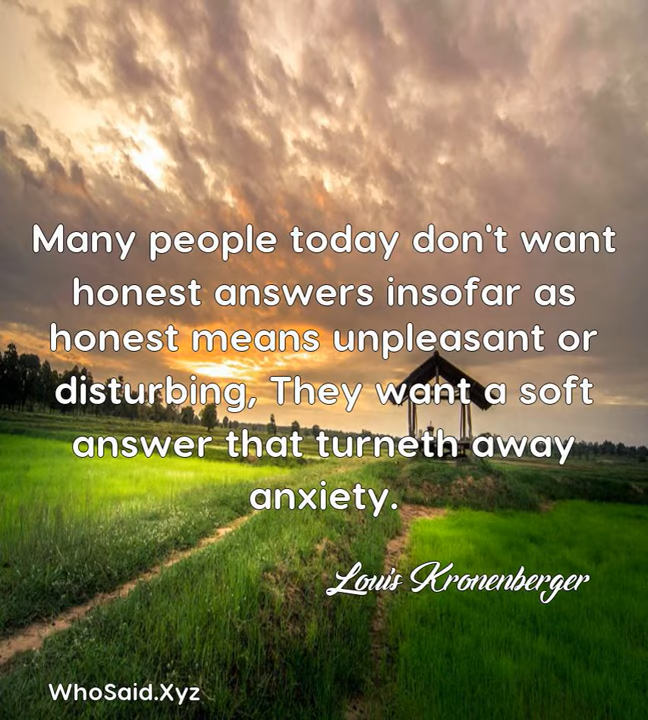 Many people today don't want
honest answers insofar as
honest means unpleasant or
disturbing, They want a soft
answer that turneth away
anxiety.
Louis Kronenberger
WhoSaid.Xyz